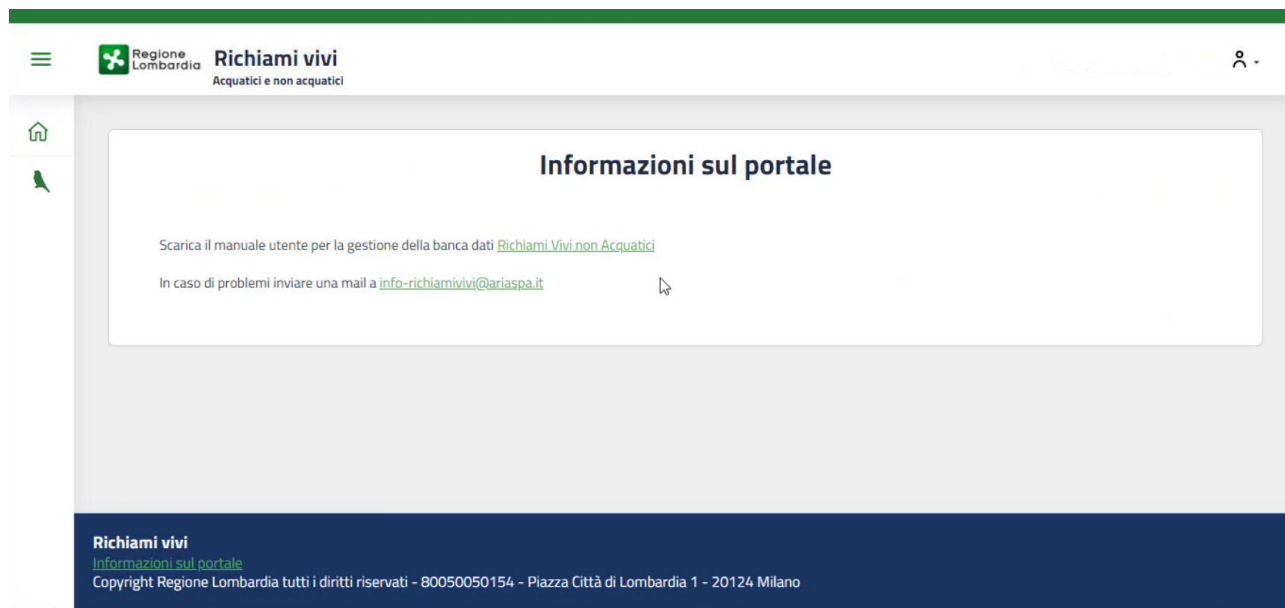 Regione
Lombardia
Richiami vivi
Acquatici e non acquatici
Informazioni sul portale
Scarica il manuale utente per la gestione della banca dati Richiami Vivi non Acquatici
In caso di problemi inviare una mail a info-richiamivivi@ariaspa.it
Richiami vivi
Informazioni sul portale
Copyright Regione Lombardia tutti i diritti riservati - 80050050154 - Piazza Città di Lombardia 1 - 20124 Milano